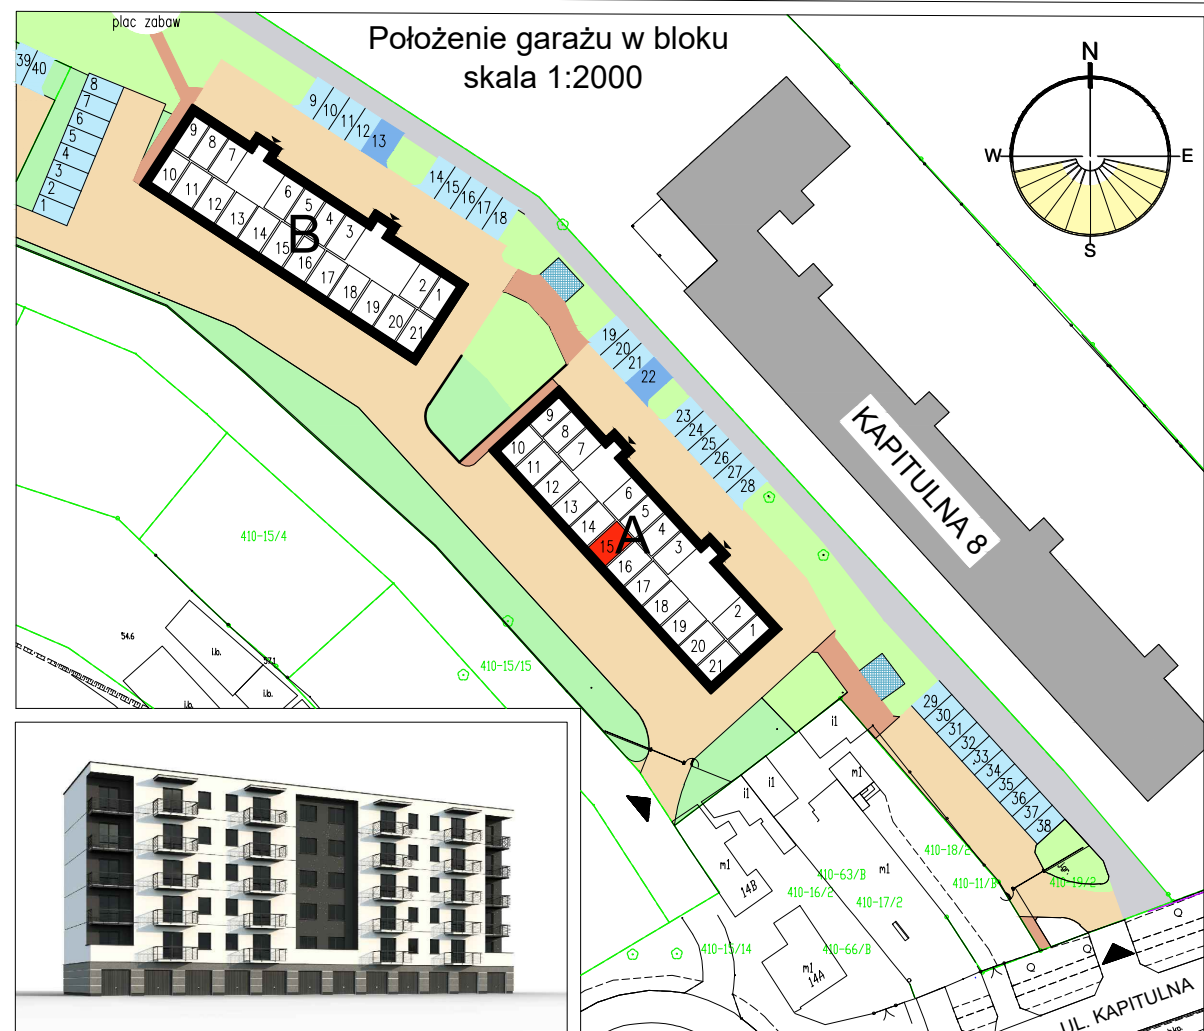 plac zabaw
Położenie garażu w bloku
skala 1:2000
N
W
E
S
39 40
8
7
6
5
4
3
2
1
9 10 11 12 13
14 15 16 17 18
9 8 7 6 5 4 3 2 1
10 11 12 13 14 15 16 17 18 19 20 21
B
19 20 21 22
23 24 25 26 27 28
9 8 7 6 5 4 3 2 1
10 11 12 13 14 15 16 17 18 19 20 21
A
KAPITULNA 8
410-15/4
410-15/15
54.6
i.b.
57.1
i.b.
i.b.
29 30 31 32 33 34 35 36 37 38
i1
i1
i1
m1
m1
14B
m1
410-63/B
410-16/2
410-17/2
410-18/2
410-11/B
410-19/2
410-15/14
410-66/B
m1
14A
UL. KAPITULNA